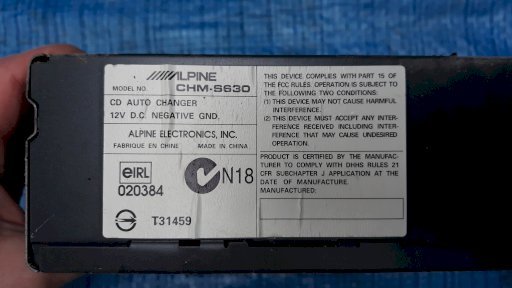 ALPINE
MODEL NO. CHM-S630
CD AUTO CHANGER
12V D.C. NEGATIVE GND.
ALPINE ELECTRONICS, INC.
FABRIQUE EN CHINE MADE IN CHINA
eIRL
020384
N18
T31459
THIS DEVICE COMPLIES WITH PART 15 OF
THE FCC RULES. OPERATION IS SUBJECT TO
THE FOLLOWING TWO CONDITIONS:
(1) THIS DEVICE MAY NOT CAUSE HARMFUL
INTERFERENCE.
(2) THIS DEVICE MUST ACCEPT ANY INTER-
FERENCE RECEIVED INCLUDING INTER-
FERENCE THAT MAY CAUSE UNDESIRED
OPERATION.
PRODUCT IS CERTIFIED BY THE MANUFAC-
TURER TO COMPLY WITH DHHS RULES 21
CFR SUBCHAPTER J APPLICATION AT THE
DATE OF MANUFACTURE.
MANUFACTURED: